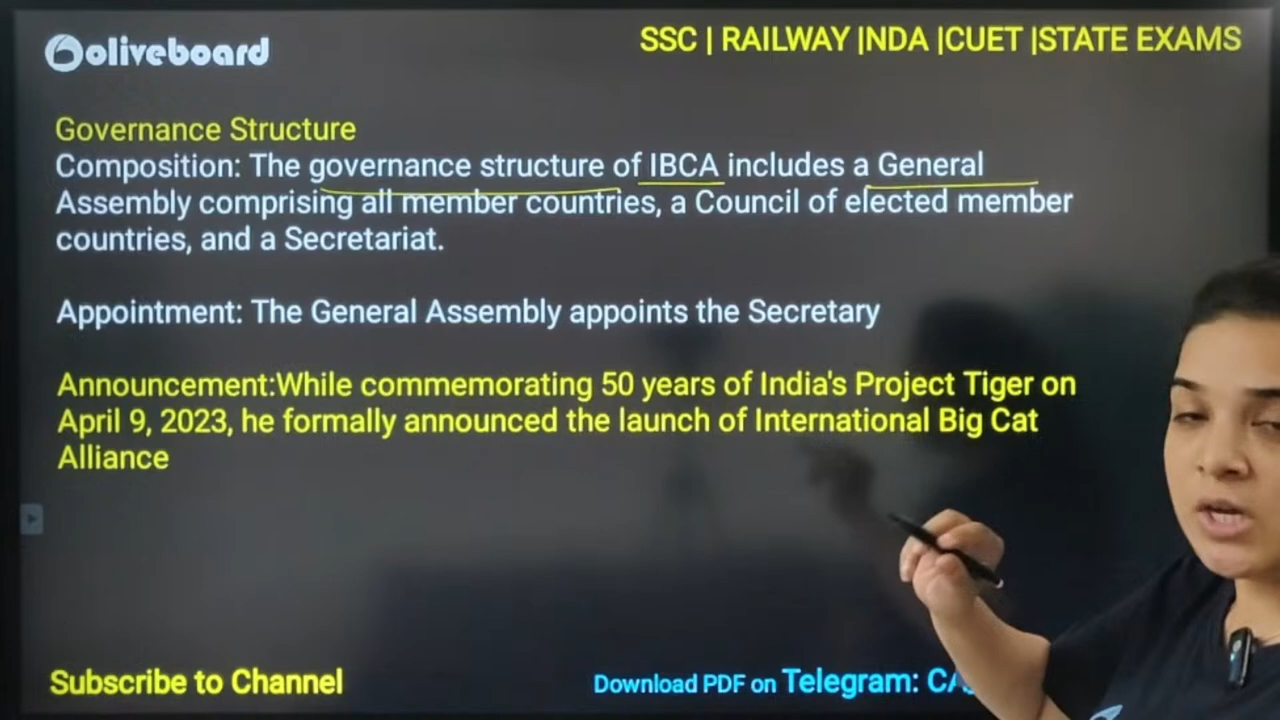 oliveboard
SSC | RAILWAY |NDA |CUET |STATE EXAMS
Governance Structure
Composition: The governance structure of IBCA includes a General
Assembly comprising all member countries, a Council of elected member
countries, and a Secretariat.
Appointment: The General Assembly appoints the Secretary
Announcement:While commemorating 50 years of India's Project Tiger on
April 9, 2023, he formally announced the launch of International Big Cat
Alliance
Subscribe to Channel
Download PDF on Telegram: